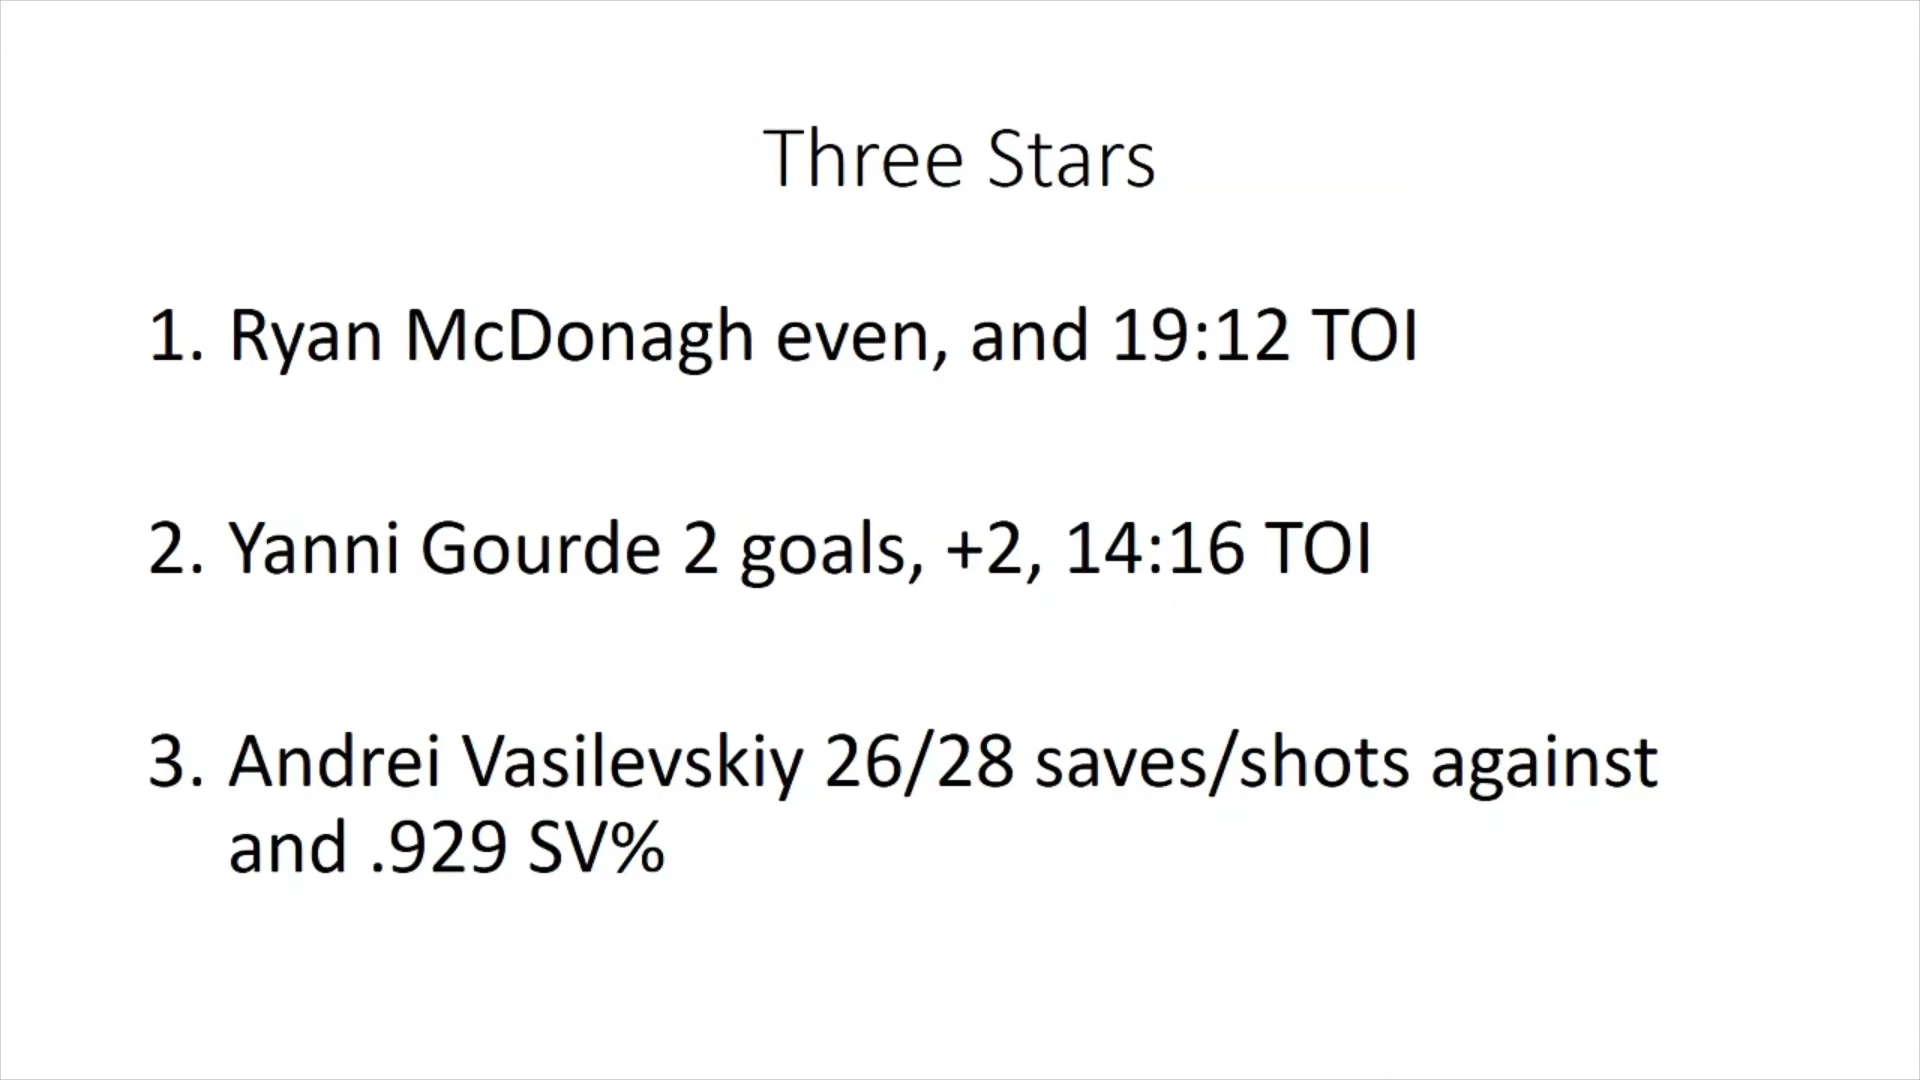 Three Stars
1. Ryan McDonagh even, and 19:12 TOI
2. Yanni Gourde 2 goals, +2, 14:16 TOI
3. Andrei Vasilevskiy 26/28 saves/shots against
and .929 SV%